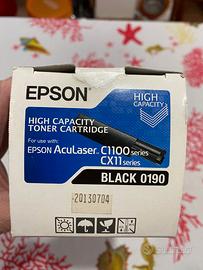 EPSON
HIGH
CAPACITY
HIGH CAPACITY
TONER CARTRIDGE
For use with:
EPSON AcuLaser C1100 series
CX11 series
BLACK 0190
20130704
subito